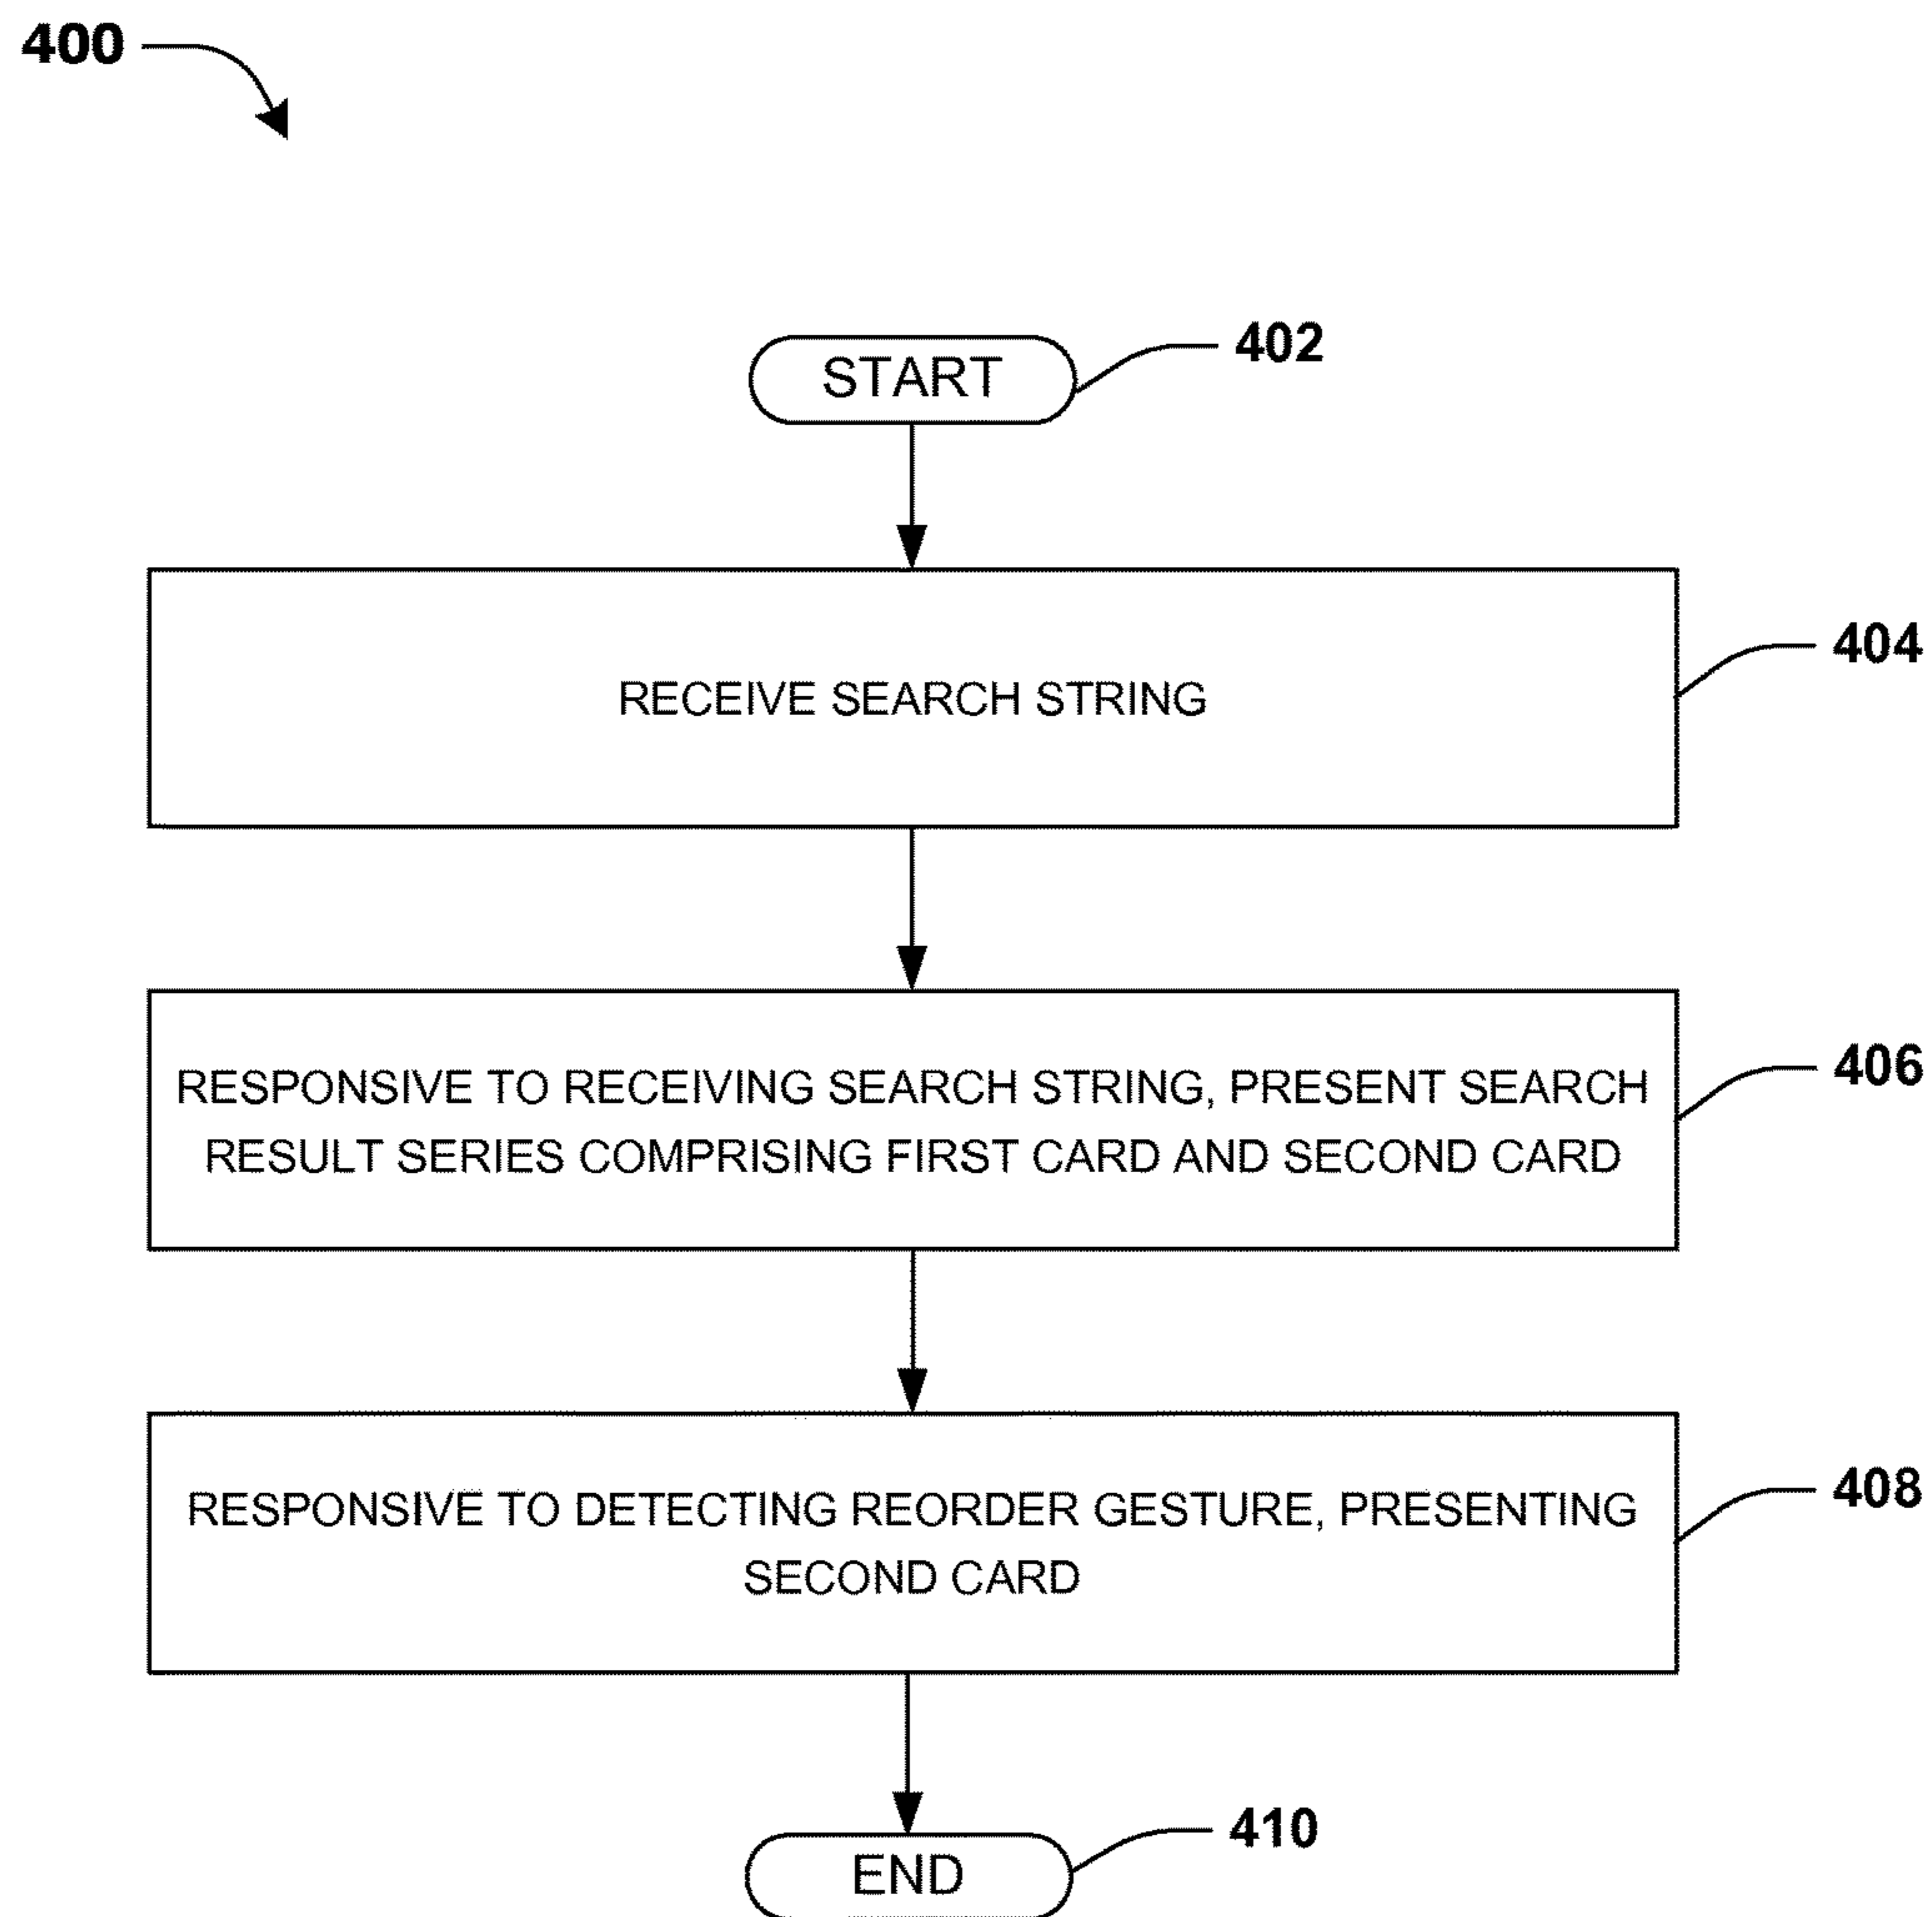 400
START
402
RECEIVE SEARCH STRING
404
RESPONSIVE TO RECEIVING SEARCH STRING, PRESENT SEARCH
RESULT SERIES COMPRISING FIRST CARD AND SECOND CARD
406
RESPONSIVE TO DETECTING REORDER GESTURE, PRESENTING
SECOND CARD
408
END
410